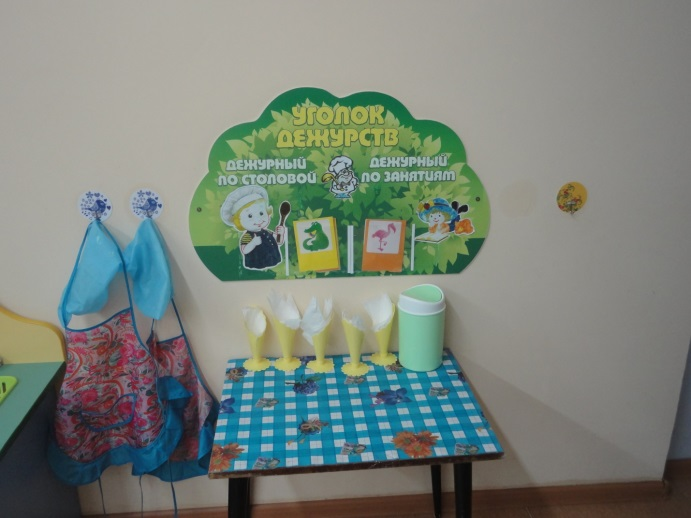 УГОЛОК
ДЕЖУРСТВ
ДЕЖУРНЫЙ
ПО СТОЛОВОЙ
ДЕЖУРНЫЙ
ПО ЗАНЯТИЯМ